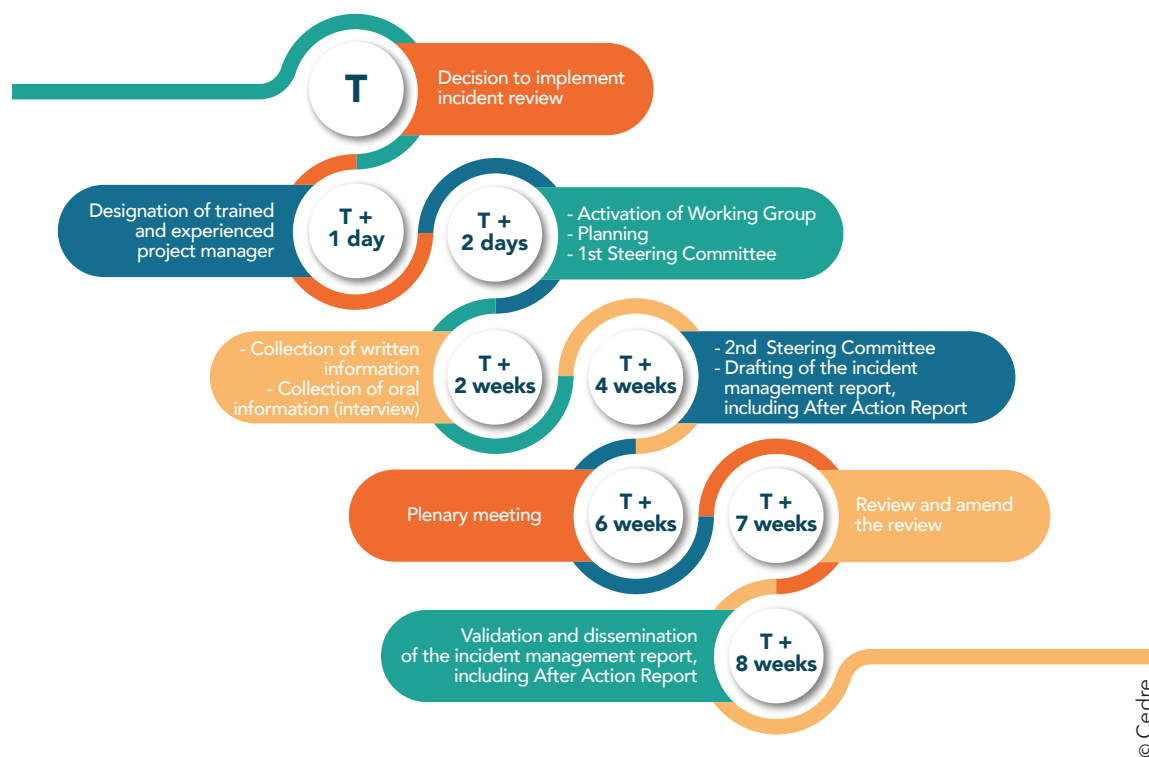 T
Decision to implement
incident review
Designation of trained
and experienced
project manager
T +
1 day
T +
2 days
- Activation of Working Group
- Planning
- 1st Steering Committee
- Collection of written
information
- Collection of oral
information (interview)
T +
2 weeks
T +
4 weeks
- 2nd Steering Committee
- Drafting of the incident
management report,
including After Action Report
Plenary meeting
T +
6 weeks
T +
7 weeks
Review and amend
the review
Validation and dissemination
of the incident management report,
including After Action Report
T +
8 weeks
© Cedre